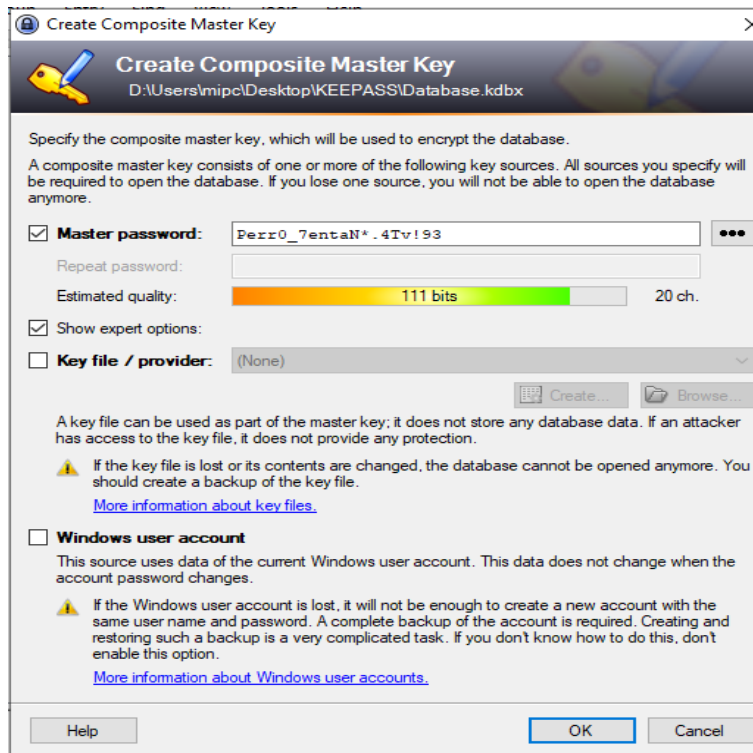 Create Composite Master Key
Create Composite Master Key
D:\Users\mipc\Desktop\KEEPASS\Database.kdbx
Specify the composite master key, which will be used to encrypt the database.
A composite master key consists of one or more of the following key sources. All sources you specify will
be required to open the database. If you lose one source, you will not be able to open the database
anymore.
Master password: Perr0_7entaN*.4Tv!93
Repeat password:
Estimated quality: 111 bits 20 ch.
Show expert options:
Key file / provider: (None)
Create... Browse...
A key file can be used as part of the master key; it does not store any database data. If an attacker
has access to the key file, it does not provide any protection.
If the key file is lost or its contents are changed, the database cannot be opened anymore. You
should create a backup of the key file.
More information about key files.
Windows user account
This source uses data of the current Windows user account. This data does not change when the
account password changes.
If the Windows user account is lost, it will not be enough to create a new account with the
same user name and password. A complete backup of the account is required. Creating and
restoring such a backup is a very complicated task. If you don't know how to do this, don't
enable this option.
More information about Windows user accounts.
Help OK Cancel